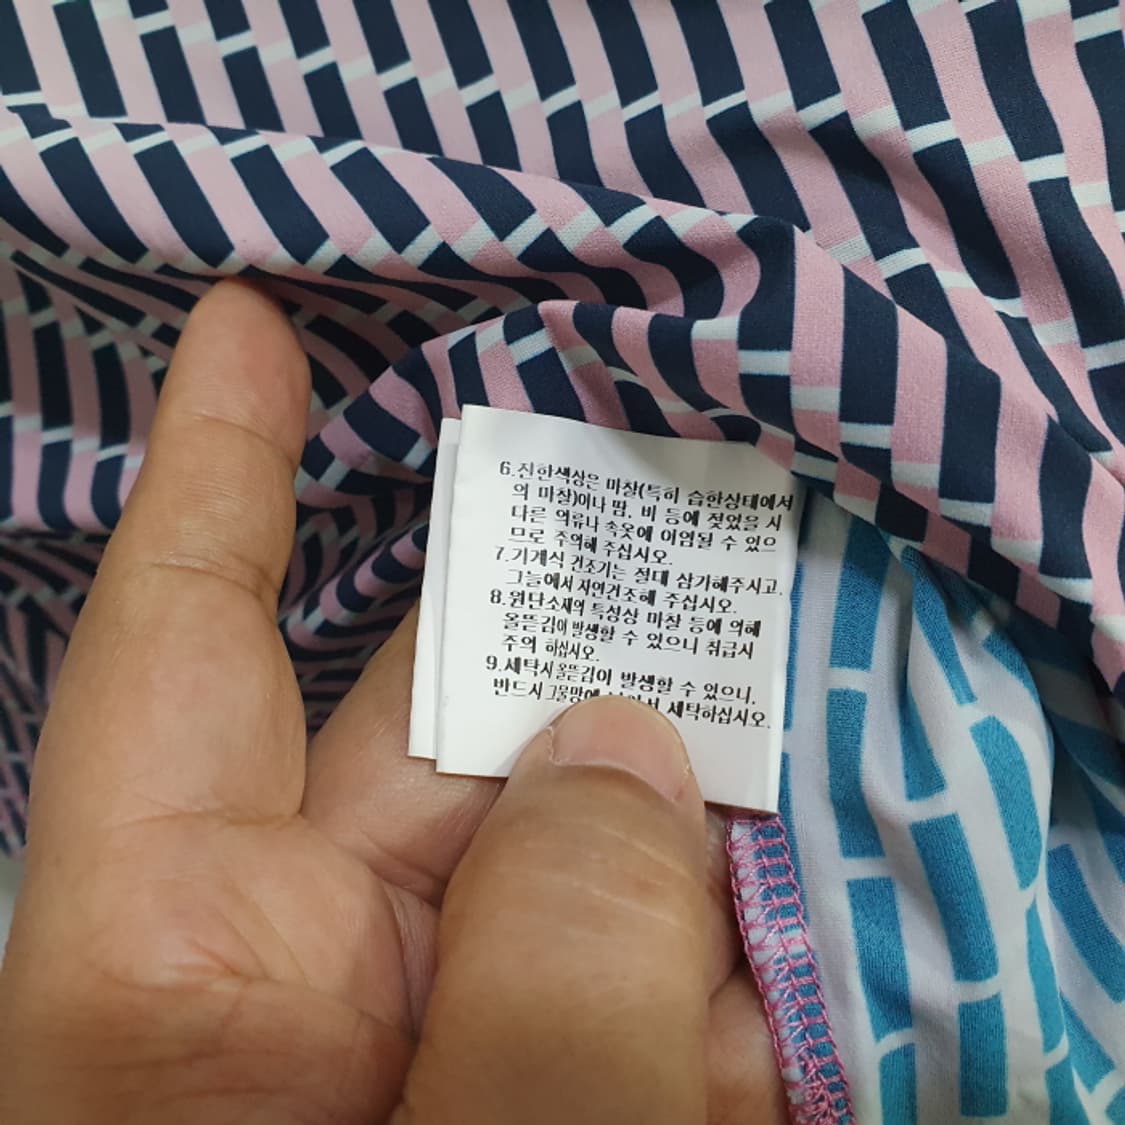 6.진한색상은 마찰(특히 습한상태에서
의 마찰)이나 땀, 비 등에 젖었을 시
다른 의류나 속옷에 이염될 수 있으
므로 주의해 주십시오.
7.기계식 건조기는 절대 삼가해주시고,
그늘에서 자연건조해 주십시오.
8.원단소재의 특성상 마찰 등에 의해
올뜯김이 발생할 수 있으니 취급시
주의 하십시오.
9.세탁시 올뜯김이 발생할 수 있으니,
반드시 그물망에 세탁하십시오.